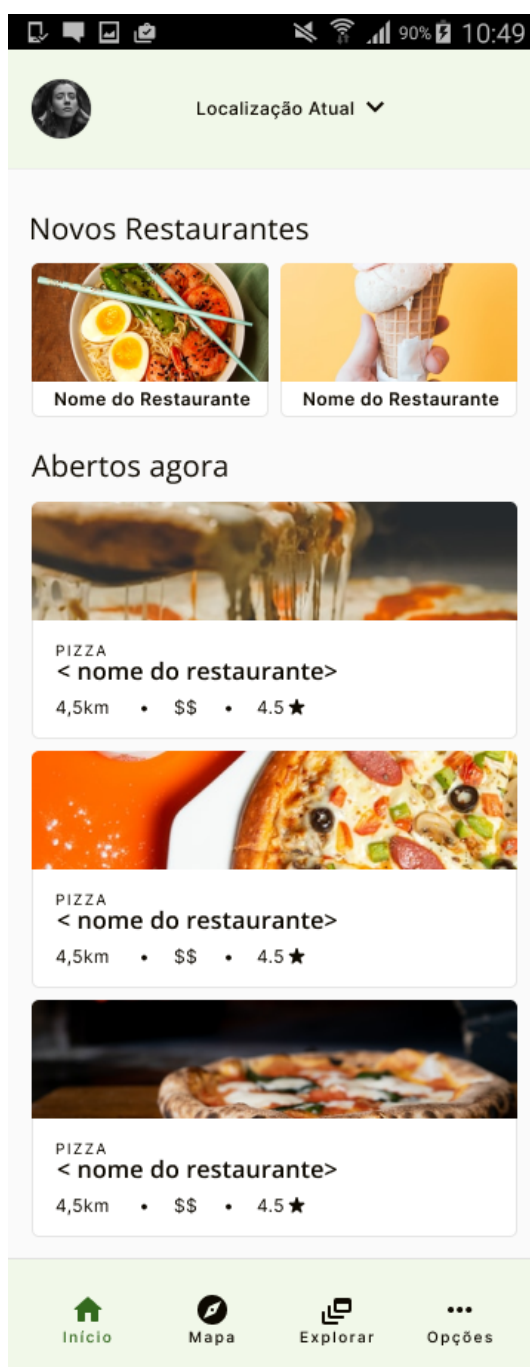 90% 10:49
Localização Atual
Novos Restaurantes
Nome do Restaurante Nome do Restaurante
Abertos agora
PIZZA
< nome do restaurante>
4,5km • $$ • 4.5 ★
PIZZA
< nome do restaurante>
4,5km • $$ • 4.5 ★
PIZZA
< nome do restaurante>
4,5km • $$ • 4.5 ★
Início Mapa Explorar Opções